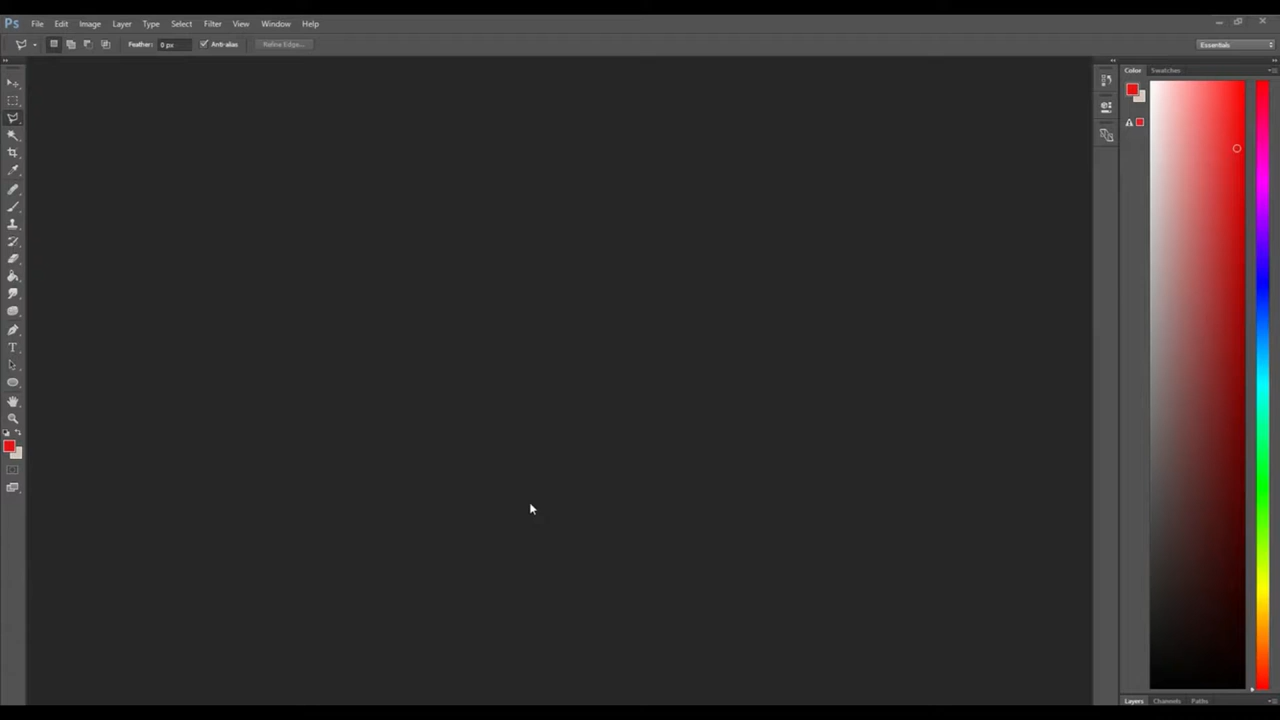 Ps File Edit Image Layer Type Select Filter View Window Help
Feather: 0 px Anti-alias Refine Edge... Essentials
Color Swatches
T
Layers Channels Paths